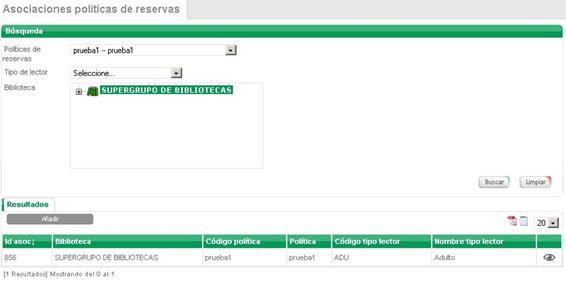 Asociaciones políticas de reservas
Búsqueda
Políticas de reservas
prueba1 ~ prueba1
Tipo de lector
Seleccione...
Biblioteca
SUPERGRUPO DE BIBLIOTECAS
Buscar Limpiar
Resultados
Añadir
20
Id asoc¡ Biblioteca Código política Política Código tipo lector Nombre tipo lector
856 SUPERGRUPO DE BIBLIOTECAS prueba1 prueba1 ADU Adulto
[1 Resultados] Mostrando del 0 al 1